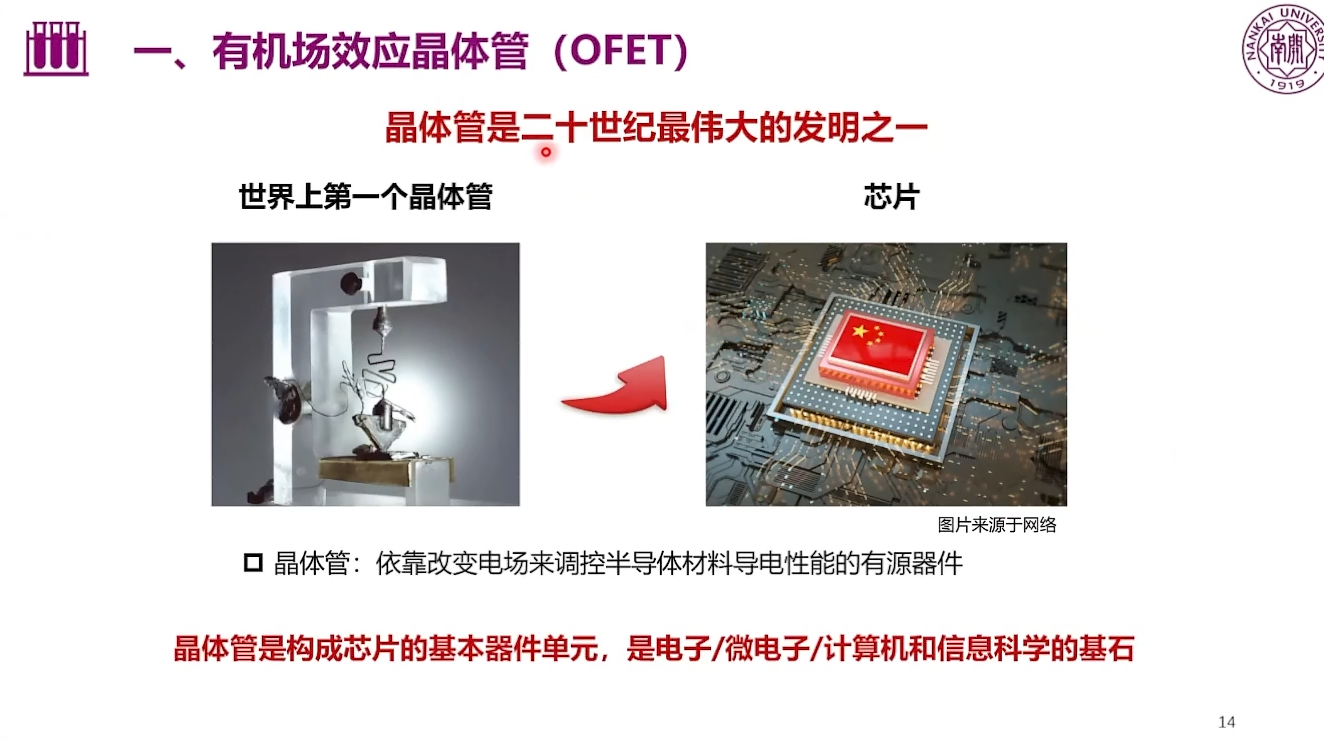 一、有机场效应晶体管（OFET）
NANKAI UNIVERSITY
南开
1919
晶体管是二十世纪最伟大的发明之一
世界上第一个晶体管
芯片
图片来源于网络
晶体管：依靠改变电场来调控半导体材料导电性能的有源器件
晶体管是构成芯片的基本器件单元，是电子/微电子/计算机和信息科学的基石
14